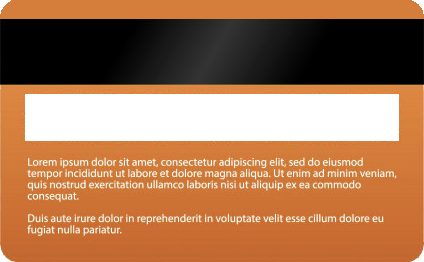 Lorem ipsum dolor sit amet, consectetur adipiscing elit, sed do eiusmod
tempor incididunt ut labore et dolore magna aliqua. Ut enim ad minim veniam,
quis nostrud exercitation ullamco laboris nisi ut aliquip ex ea commodo
consequat.
Duis aute irure dolor in reprehenderit in voluptate velit esse cillum dolore eu
fugiat nulla pariatur.